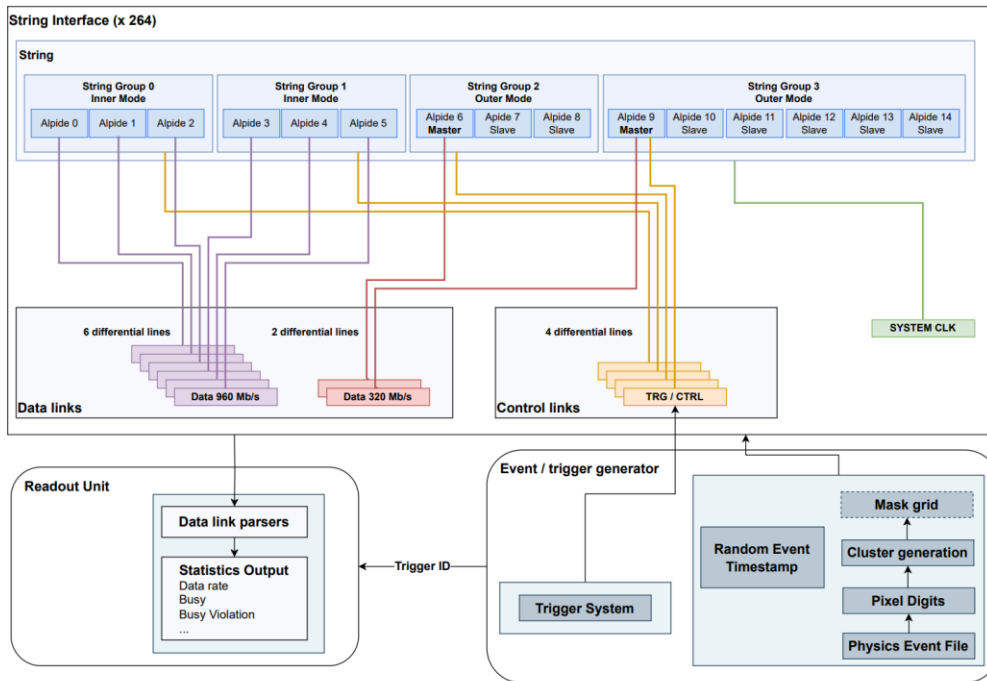 String Interface (x 264)
String
String Group 0
Inner Mode
String Group 1
Inner Mode
String Group 2
Outer Mode
String Group 3
Outer Mode
Alpide 0
Alpide 1
Alpide 2
Alpide 3
Alpide 4
Alpide 5
Alpide 6
Master
Alpide 7
Slave
Alpide 8
Slave
Alpide 9
Master
Alpide 10
Slave
Alpide 11
Slave
Alpide 12
Slave
Alpide 13
Slave
Alpide 14
Slave
6 differential lines
2 differential lines
4 differential lines
SYSTEM CLK
Data 960 Mb/s
Data 320 Mb/s
TRG / CTRL
Data links
Control links
Readout Unit
Data link parsers
Statistics Output
Data rate
Busy
Busy Violation
...
Trigger ID
Event / trigger generator
Trigger System
Random Event
Timestamp
Mask grid
Cluster generation
Pixel Digits
Physics Event File